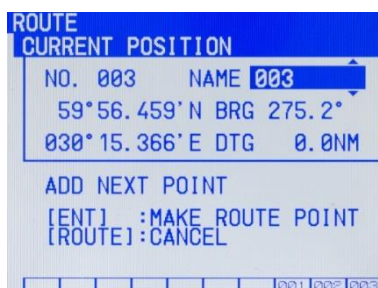 ROUTE
CURRENT POSITION
NO. 003 NAME 003
59°56.459'N BRG 275.2°
030°15.366'E DTG 0.0NM
ADD NEXT POINT
[ENT] :MAKE ROUTE POINT
[ROUTE]:CANCEL
001 002 003